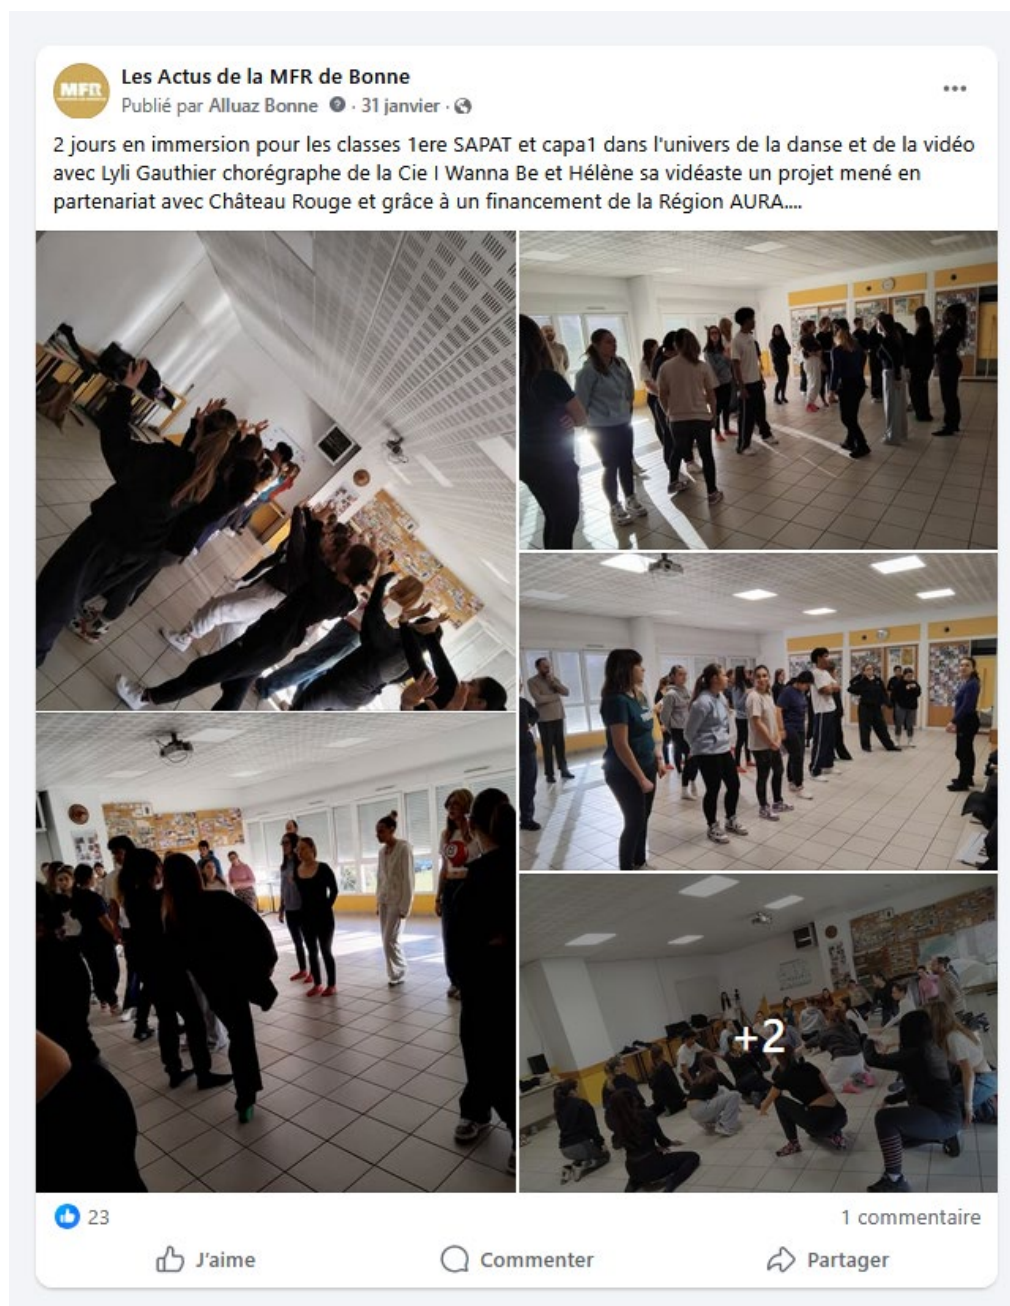 MFR
Les Actus de la MFR de Bonne
Publié par Alluaz Bonne · 31 janvier ·
2 jours en immersion pour les classes 1ere SAPAT et capa1 dans l'univers de la danse et de la vidéo
avec Lyli Gauthier chorégraphe de la Cie I Wanna Be et Hélène sa vidéaste un projet mené en
partenariat avec Château Rouge et grâce à un financement de la Région AURA....
+2
23
1 commentaire
J'aime
Commenter
Partager